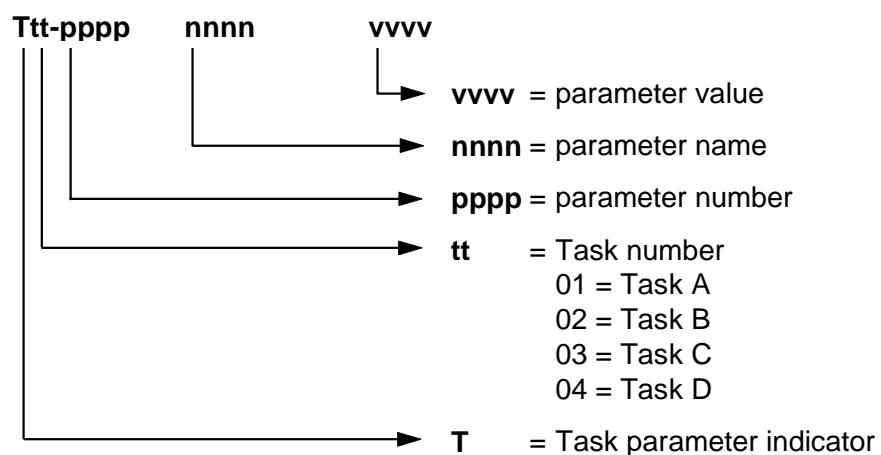 Ttt-pppp nnnn vvvv
vvvv = parameter value
nnnn = parameter name
pppp = parameter number
tt = Task number
01 = Task A
02 = Task B
03 = Task C
04 = Task D
T = Task parameter indicator